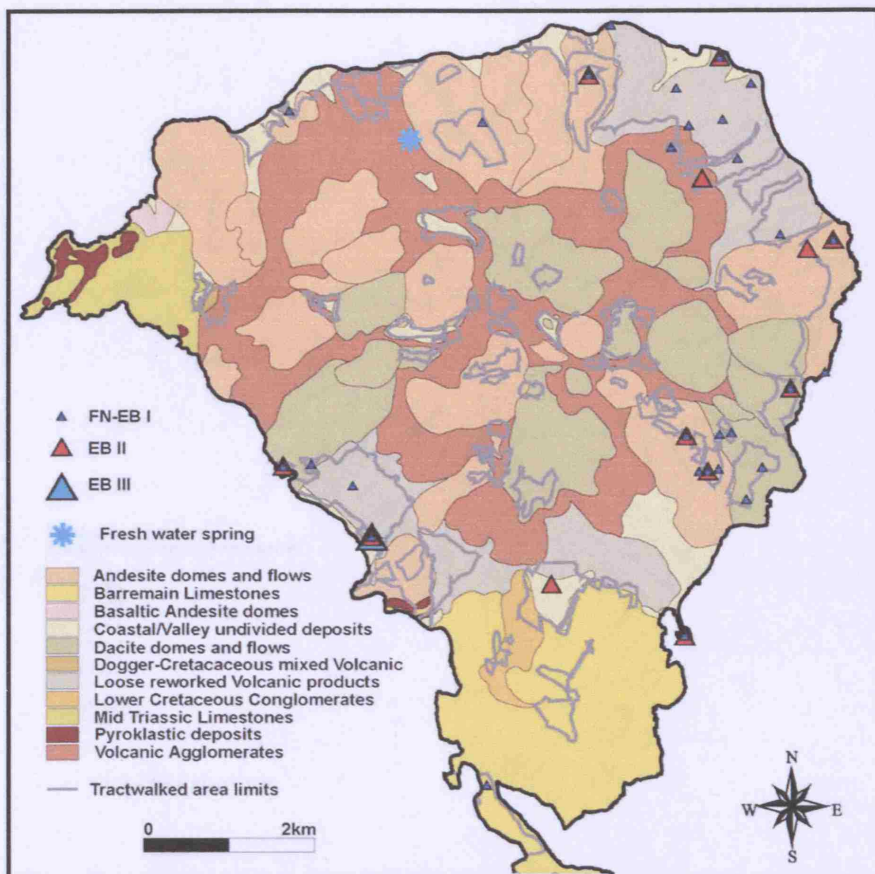 FN-EB I
EB II
EB III
Fresh water spring
Andesite domes and flows
Barremain Limestones
Basaltic Andesite domes
Coastal/Valley undivided deposits
Dacite domes and flows
Dogger-Cretacaceous mixed Volcanic
Loose reworked Volcanic products
Lower Cretaceous Conglomerates
Mid Triassic Limestones
Pyroklastic deposits
Volcanic Agglomerates
Tractwalked area limits
0 2km
N
W E
S